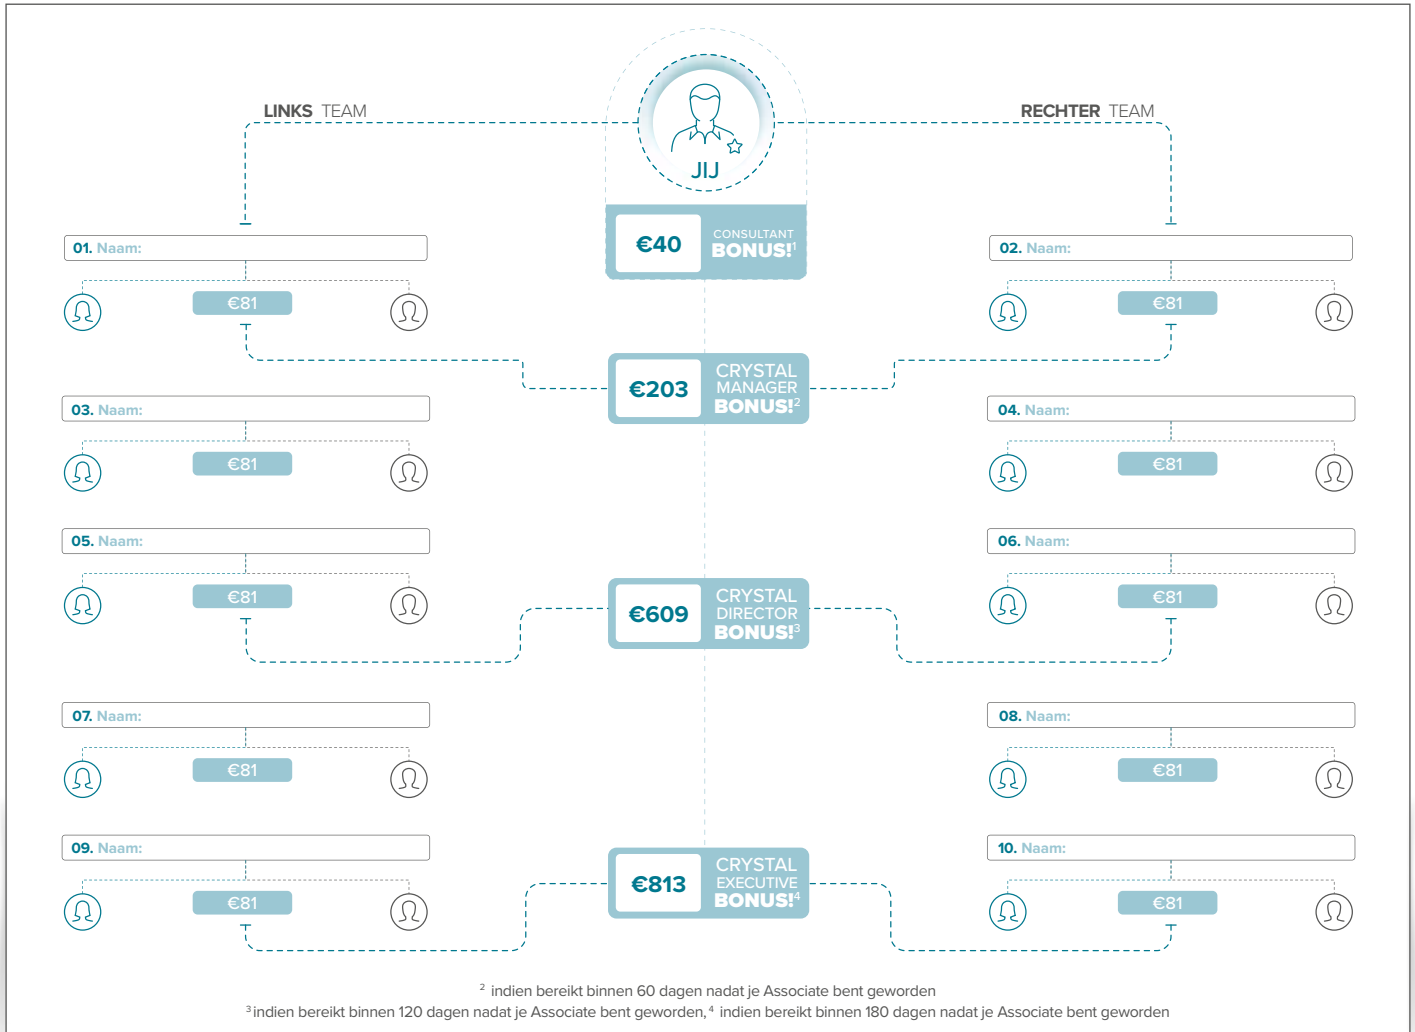 LINKS TEAM
RECHTER TEAM
JIJ
€40 CONSULTANT BONUS!¹
01. Naam:
02. Naam:
€81
€81
€203 CRYSTAL MANAGER BONUS!²
03. Naam:
04. Naam:
€81
€81
05. Naam:
06. Naam:
€81
€81
€609 CRYSTAL DIRECTOR BONUS!³
07. Naam:
08. Naam:
€81
€81
09. Naam:
10. Naam:
€813 CRYSTAL EXECUTIVE BONUS!⁴
€81
€81
² indien bereikt binnen 60 dagen nadat je Associate bent geworden
³ indien bereikt binnen 120 dagen nadat je Associate bent geworden, ⁴ indien bereikt binnen 180 dagen nadat je Associate bent geworden